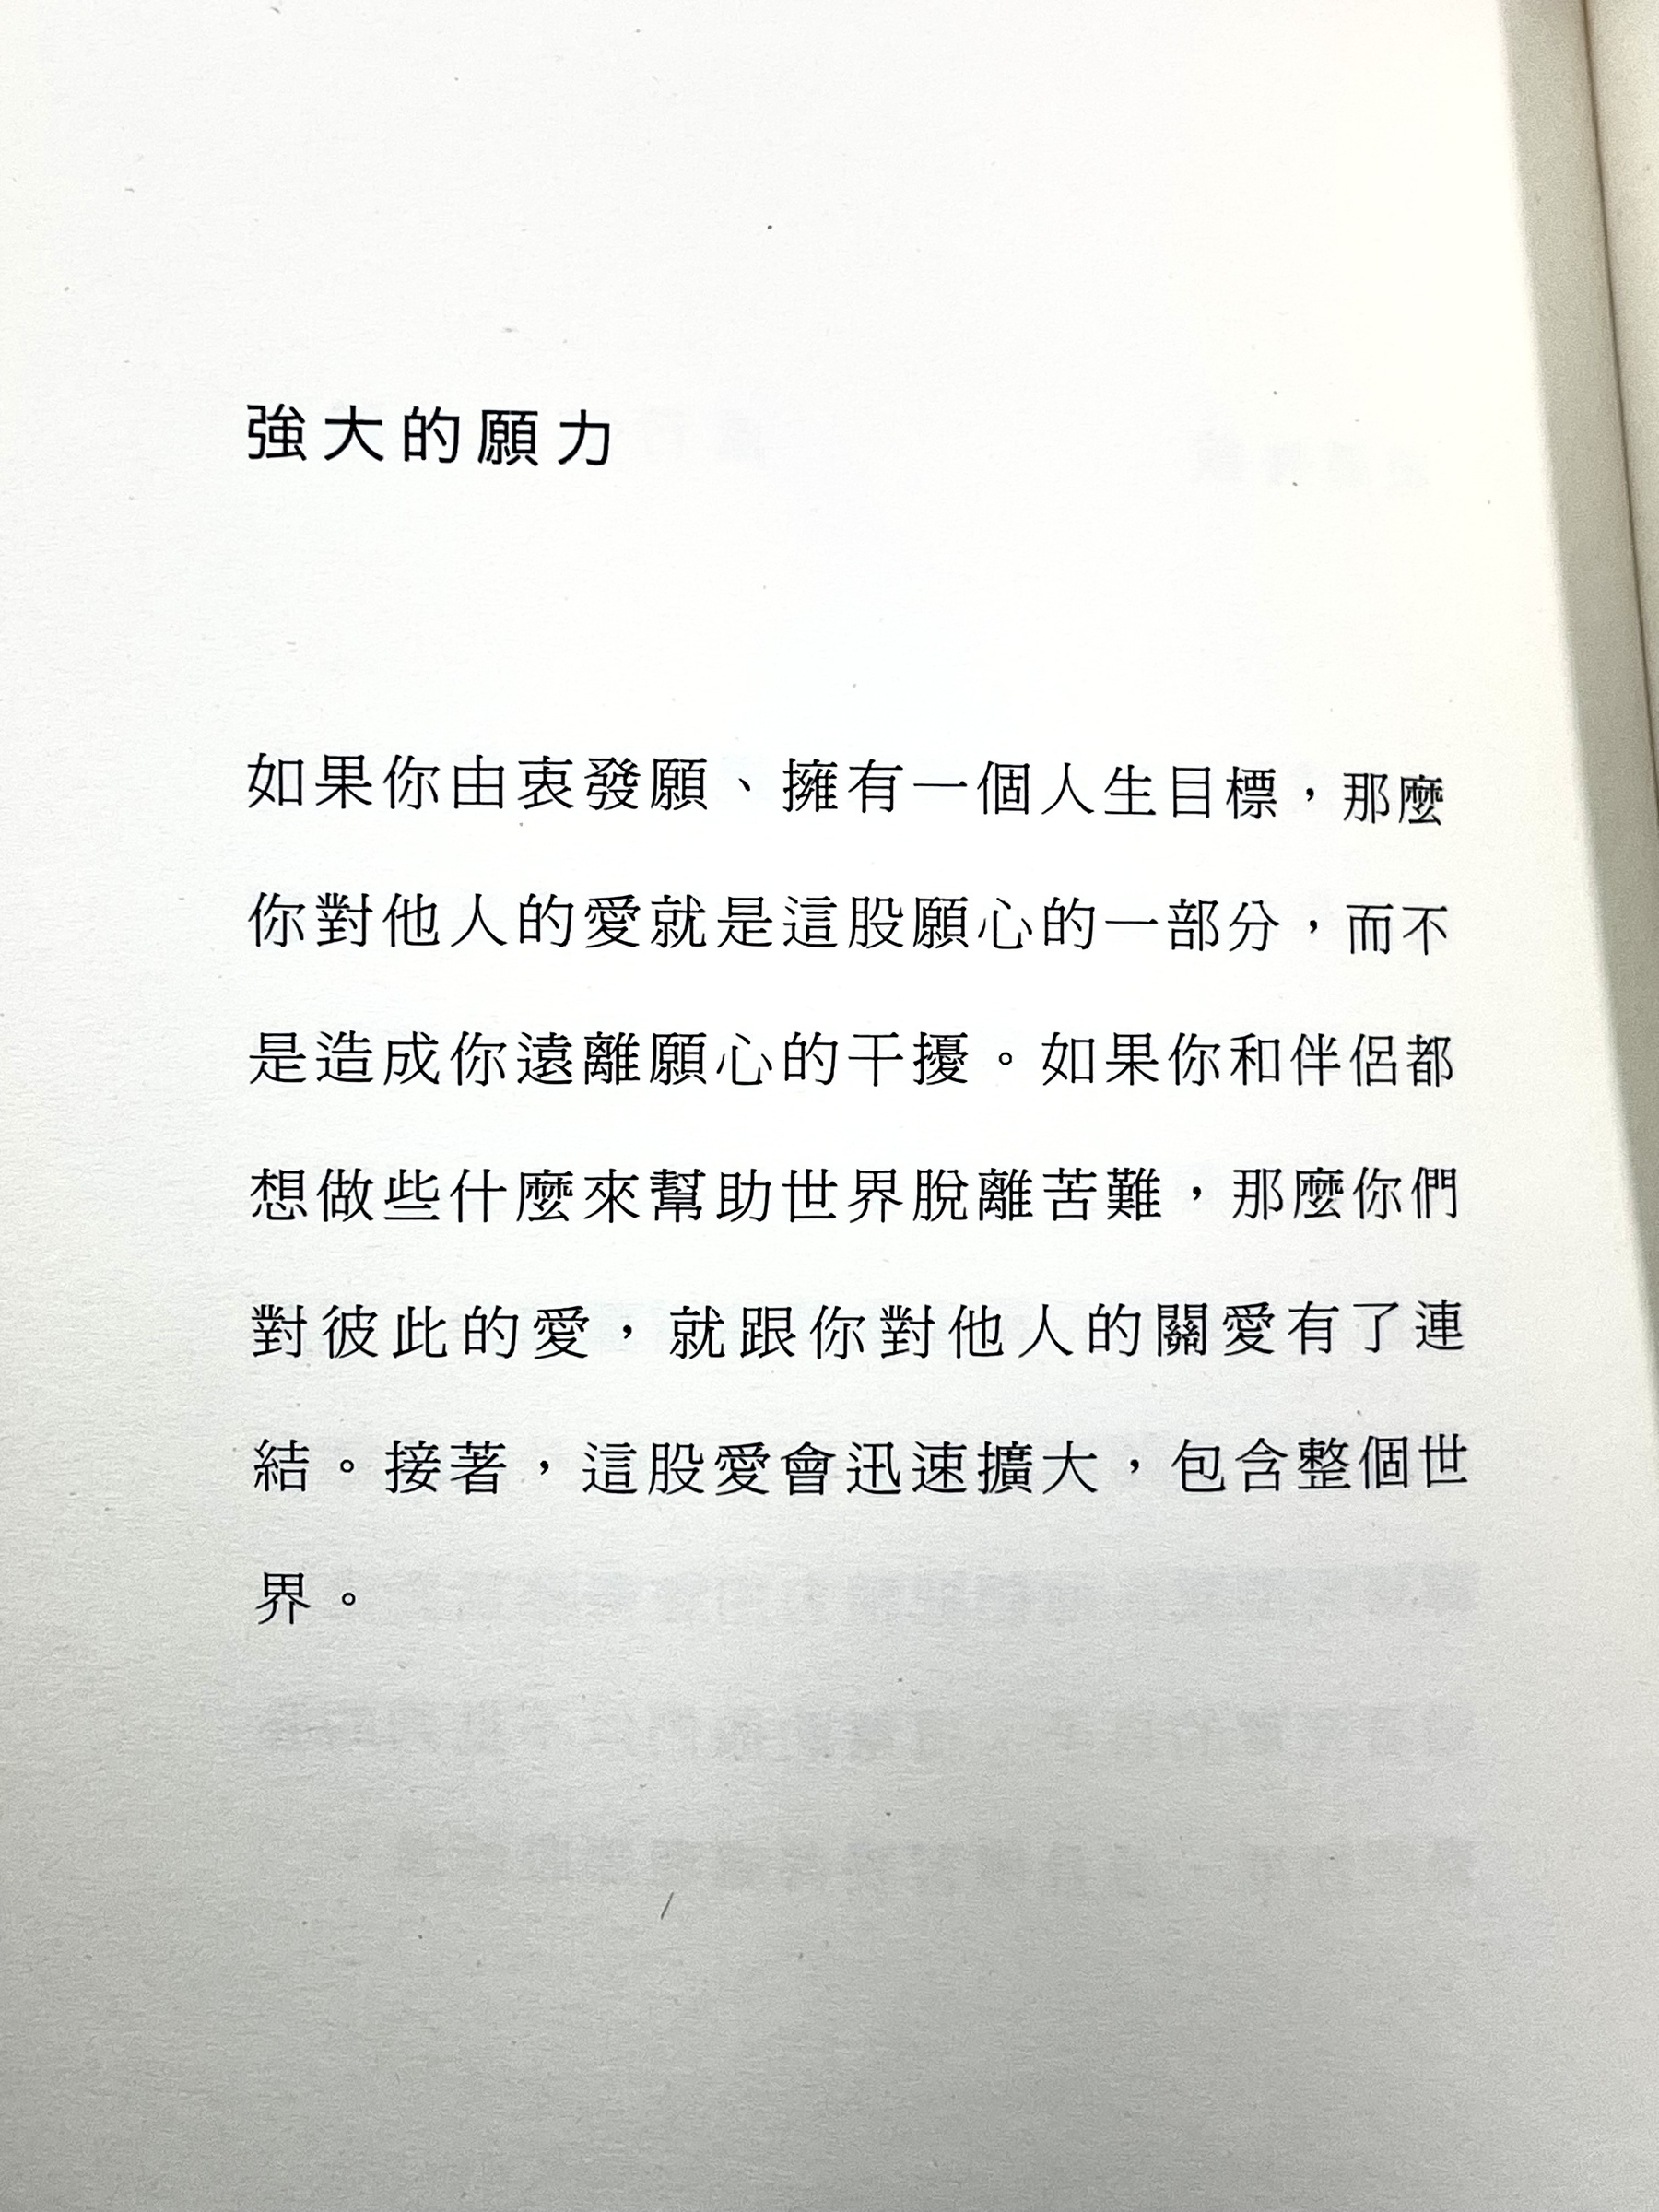 強大的願力
如果你由衷發願、擁有一個人生目標，那麼
你對他人的愛就是這股願心的一部分，而不
是造成你遠離願心的干擾。如果你和伴侶都
想做些什麼來幫助世界脫離苦難，那麼你們
對彼此的愛，就跟你對他人的關愛有了連
結。接著，這股愛會迅速擴大，包含整個世
界。